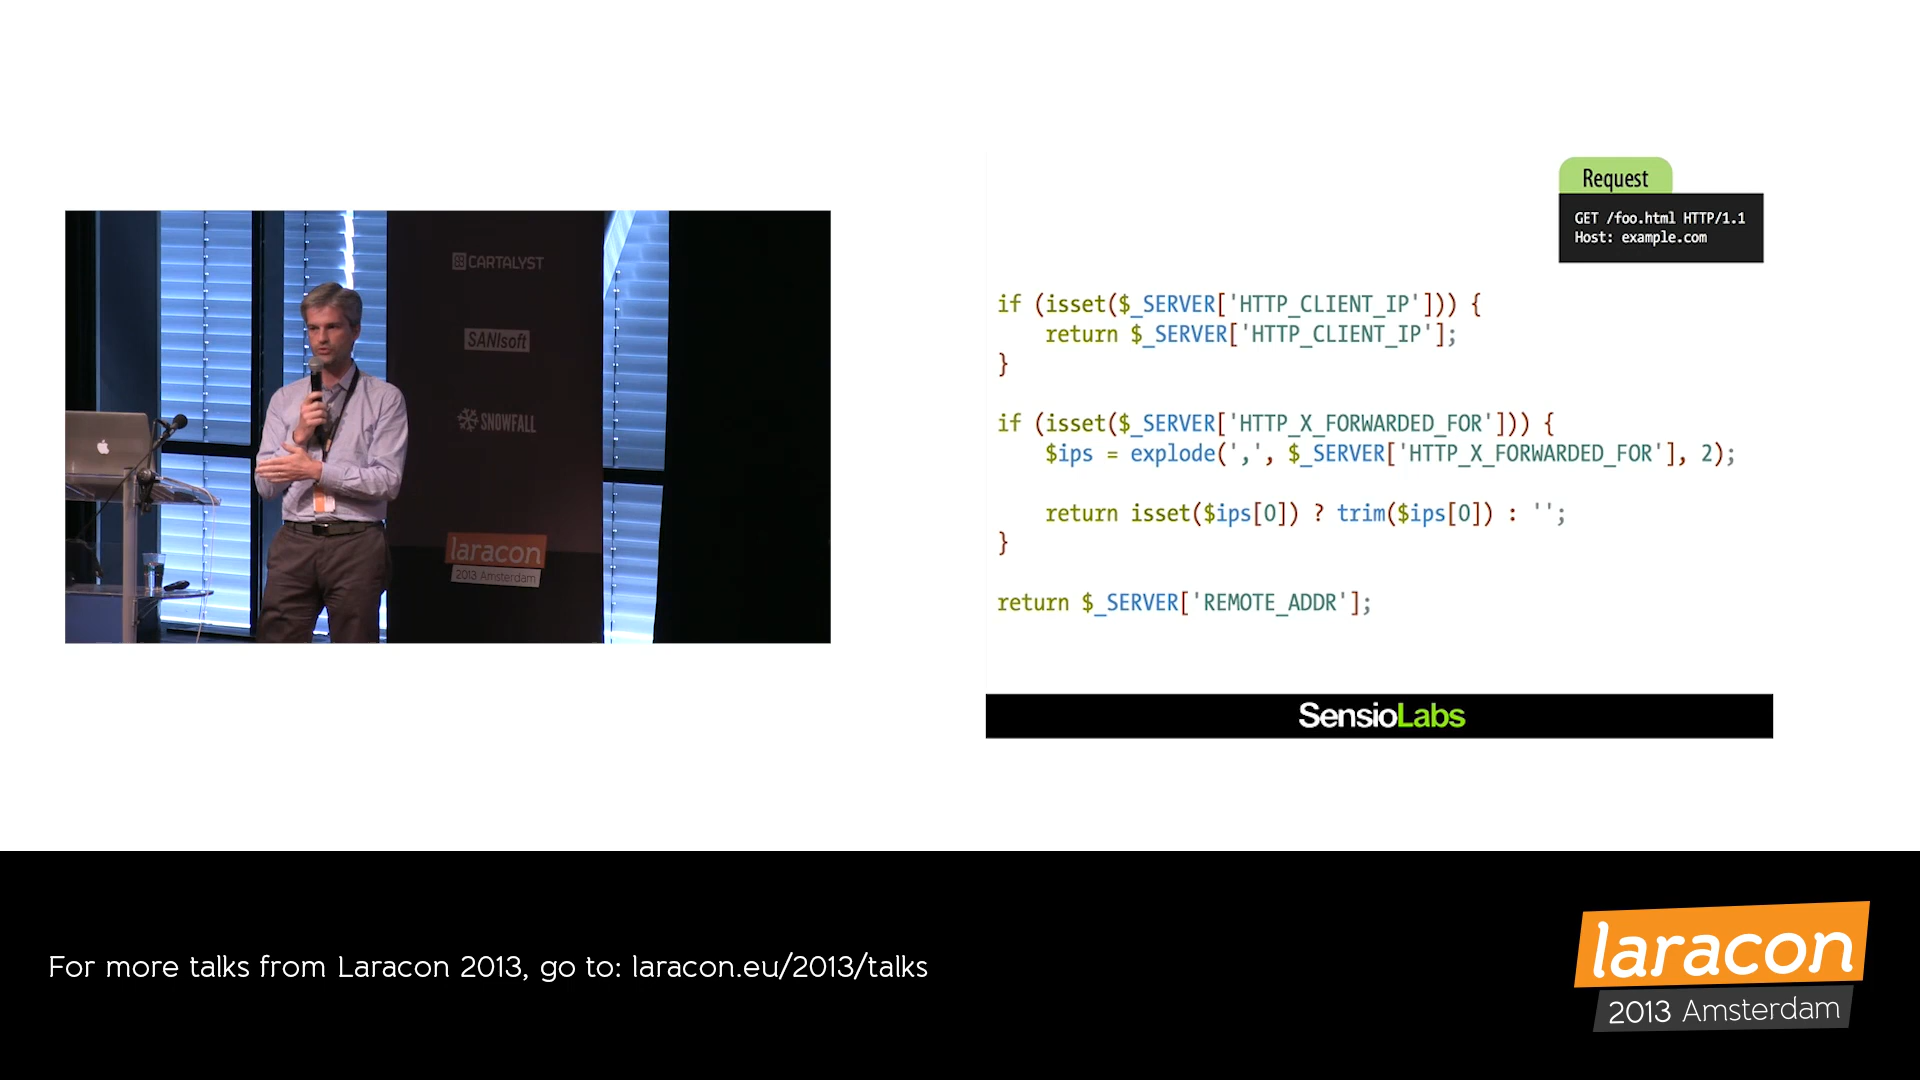 CARTALYST
SANIsoft
SNOWFALL
laracon
2013 Amsterdam
Request
GET /foo.html HTTP/1.1
Host: example.com
if (isset($_SERVER['HTTP_CLIENT_IP'])) {
    return $_SERVER['HTTP_CLIENT_IP'];
}
if (isset($_SERVER['HTTP_X_FORWARDED_FOR'])) {
    $ips = explode(',', $_SERVER['HTTP_X_FORWARDED_FOR'], 2);
    return isset($ips[0]) ? trim($ips[0]) : '';
}
return $_SERVER['REMOTE_ADDR'];
SensioLabs
For more talks from Laracon 2013, go to: laracon.eu/2013/talks
laracon
2013 Amsterdam